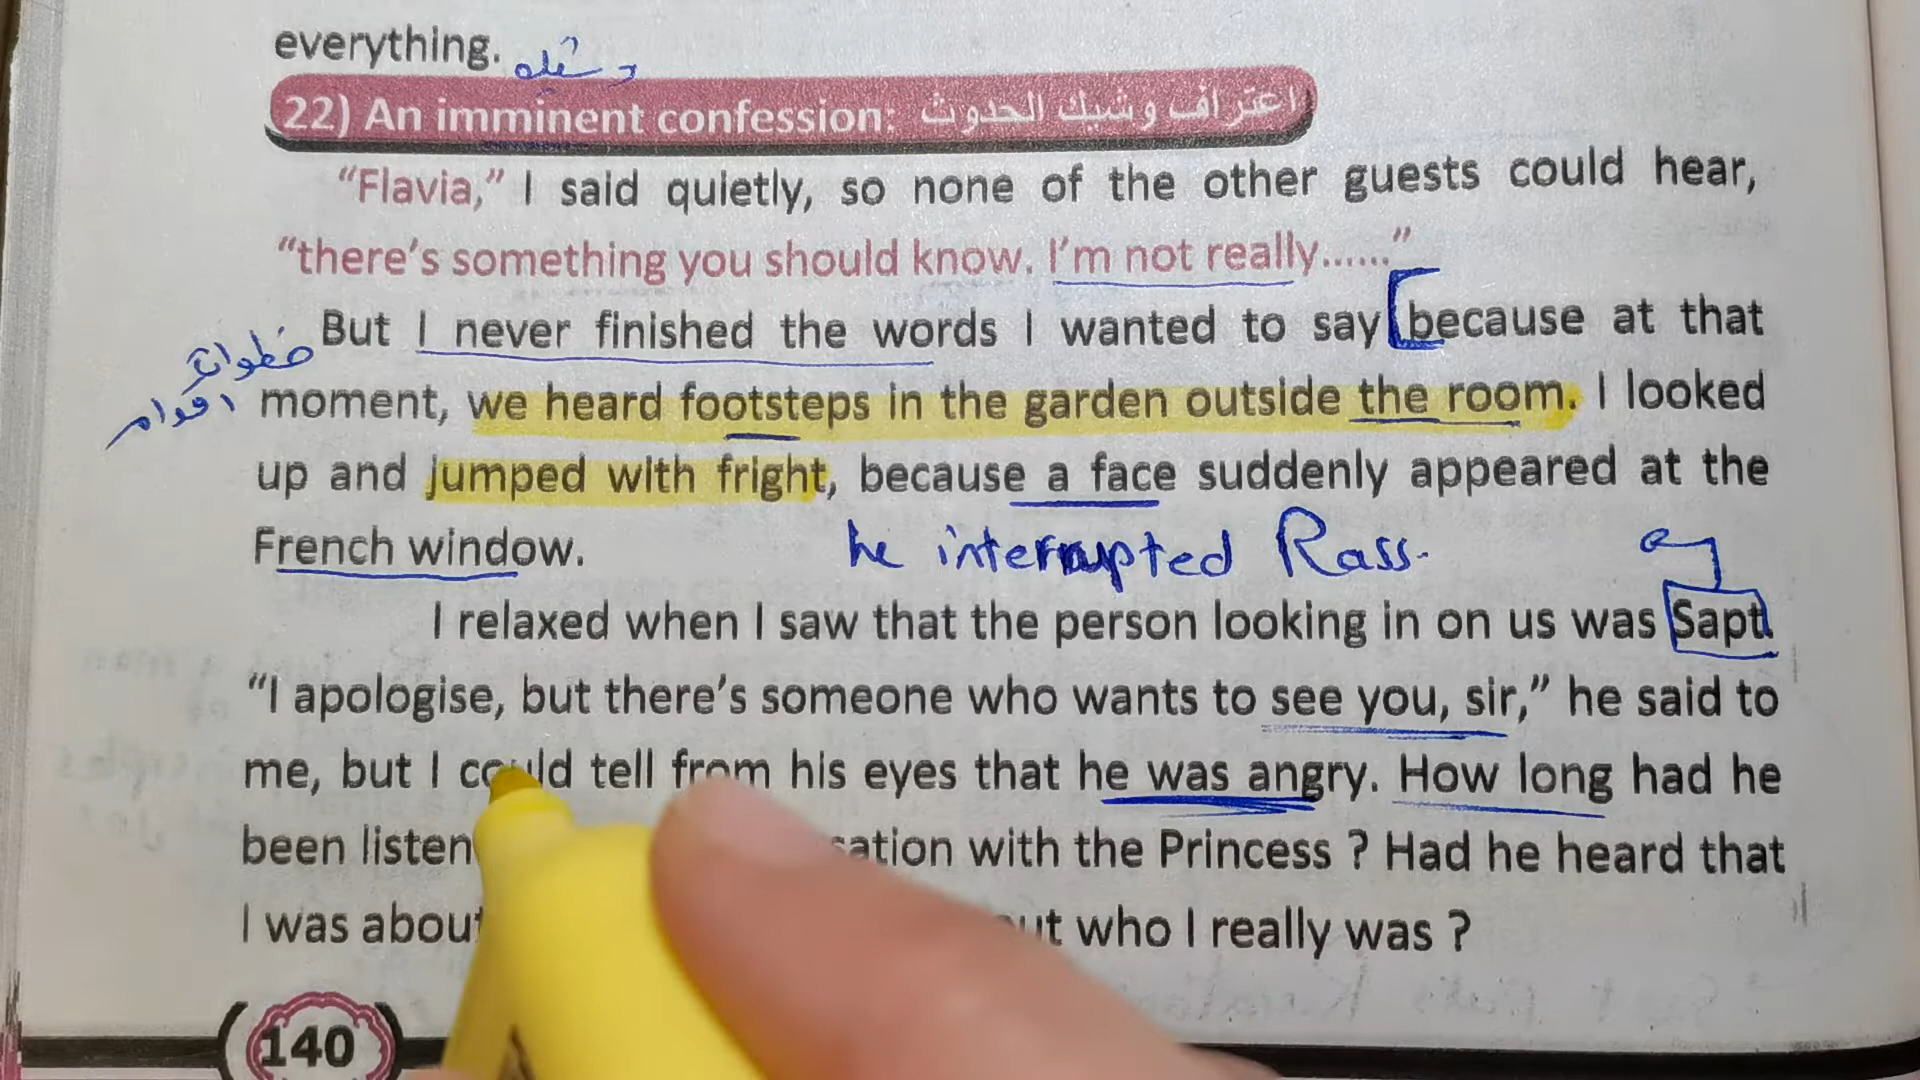 everything.
22) An imminent confession: اعتراف وشيك الحدوث
“Flavia,” I said quietly, so none of the other guests could hear,
“there’s something you should know. I’m not really......”
But I never finished the words I wanted to say because at that
خطوات
moment, we heard footsteps in the garden outside the room. I looked
اقدام
up and jumped with fright, because a face suddenly appeared at the
French window.
he interrupted Rass.
I relaxed when I saw that the person looking in on us was Sapt.
“I apologise, but there’s someone who wants to see you, sir,” he said to
me, but I could tell from his eyes that he was angry. How long had he
been listen sation with the Princess ? Had he heard that
I was about ut who I really was ?
140